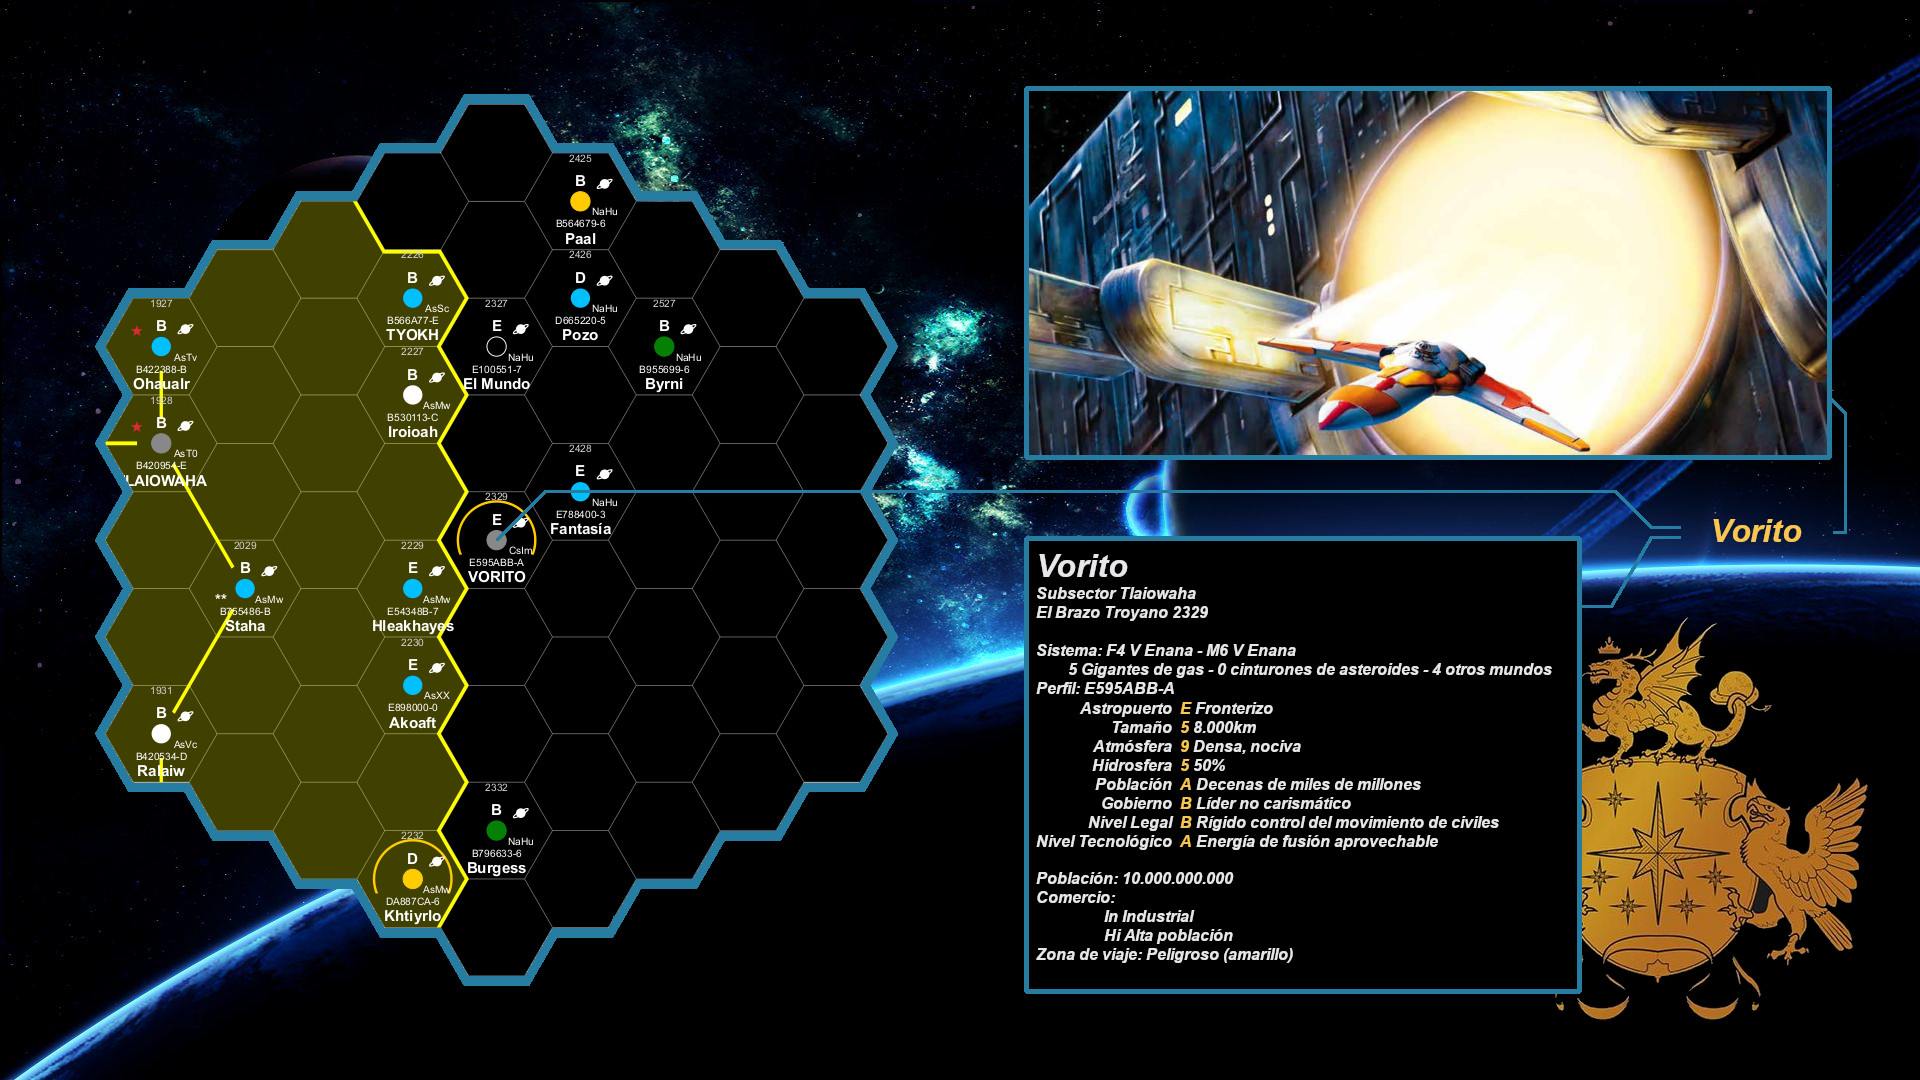 2425
B
NaHu
B564679-6
Paal
2226
B
AsSc
B566A77-E
TYOKH
2426
D
NaHu
D665220-5
Pozo
1927
B
AsTv
B422388-B
Ohaualr
2327
E
NaHu
E100551-7
El Mundo
2527
B
NaHu
B955699-6
Byrni
2227
B
AsMw
B530113-C
Iroioah
1928
B
AsT0
B420954-E
TLAIOWAHA
2428
E
NaHu
E788400-3
Fantasía
2329
E
CsIm
E595ABB-A
VORITO
2029
B
**
AsMw
B755486-B
Staha
2229
E
AsMw
E54348B-7
Hleakhayes
2230
E
AsXX
E898000-0
Akoaft
1931
B
AsVc
B420534-D
Ralaiw
2332
B
NaHu
B796633-6
Burgess
2232
D
AsMw
DA887CA-6
Khtiyrlo
Vorito
Vorito
Subsector Tlaiowaha
El Brazo Troyano 2329
Sistema: F4 V Enana - M6 V Enana
5 Gigantes de gas - 0 cinturones de asteroides - 4 otros mundos
Perfil: E595ABB-A
Astropuerto E Fronterizo
Tamaño 5 8.000km
Atmósfera 9 Densa, nociva
Hidrosfera 5 50%
Población A Decenas de miles de millones
Gobierno B Líder no carismático
Nivel Legal B Rígido control del movimiento de civiles
Nivel Tecnológico A Energía de fusión aprovechable
Población: 10.000.000.000
Comercio:
In Industrial
Hi Alta población
Zona de viaje: Peligroso (amarillo)